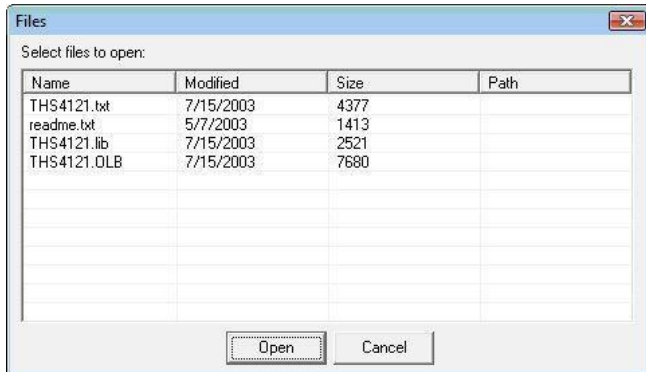 Files
Select files to open:
Name Modified Size Path
THS4121.txt 7/15/2003 4377
readme.txt 5/7/2003 1413
THS4121.lib 7/15/2003 2521
THS4121.OLB 7/15/2003 7680
Open Cancel